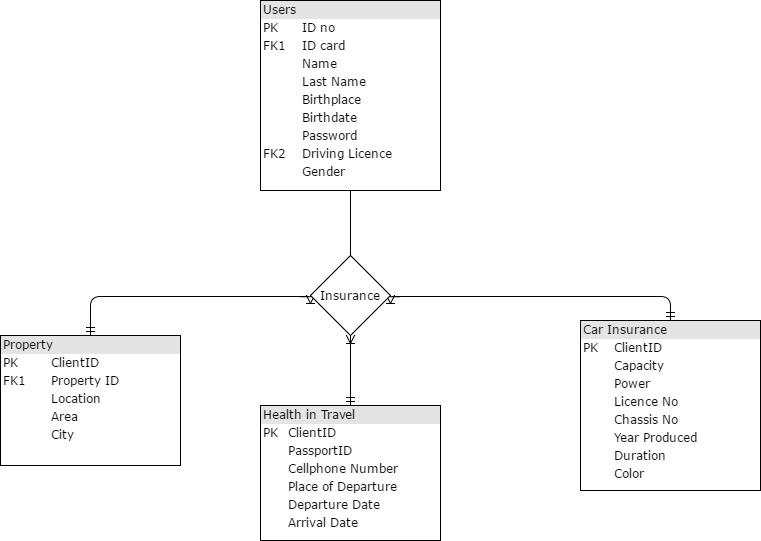 Users
PK ID no
FK1 ID card
Name
Last Name
Birthplace
Birthdate
Password
FK2 Driving Licence
Gender
Insurance
Property
PK ClientID
FK1 Property ID
Location
Area
City
Health in Travel
PK ClientID
PassportID
Cellphone Number
Place of Departure
Departure Date
Arrival Date
Car Insurance
PK ClientID
Capacity
Power
Licence No
Chassis No
Year Produced
Duration
Color